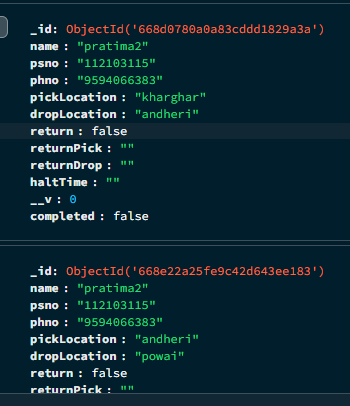 _id: ObjectId('668d0780a0a83cddd1829a3a')
name : "pratima2"
psno : "112103115"
phno : "9594066383"
pickLocation : "kharghar"
dropLocation : "andheri"
return : false
returnPick : ""
returnDrop : ""
haltTime : ""
__v : 0
completed : false
_id: ObjectId('668e22a25fe9c42d643ee183')
name : "pratima2"
psno : "112103115"
phno : "9594066383"
pickLocation : "andheri"
dropLocation : "powai"
return : false
returnPick : ""